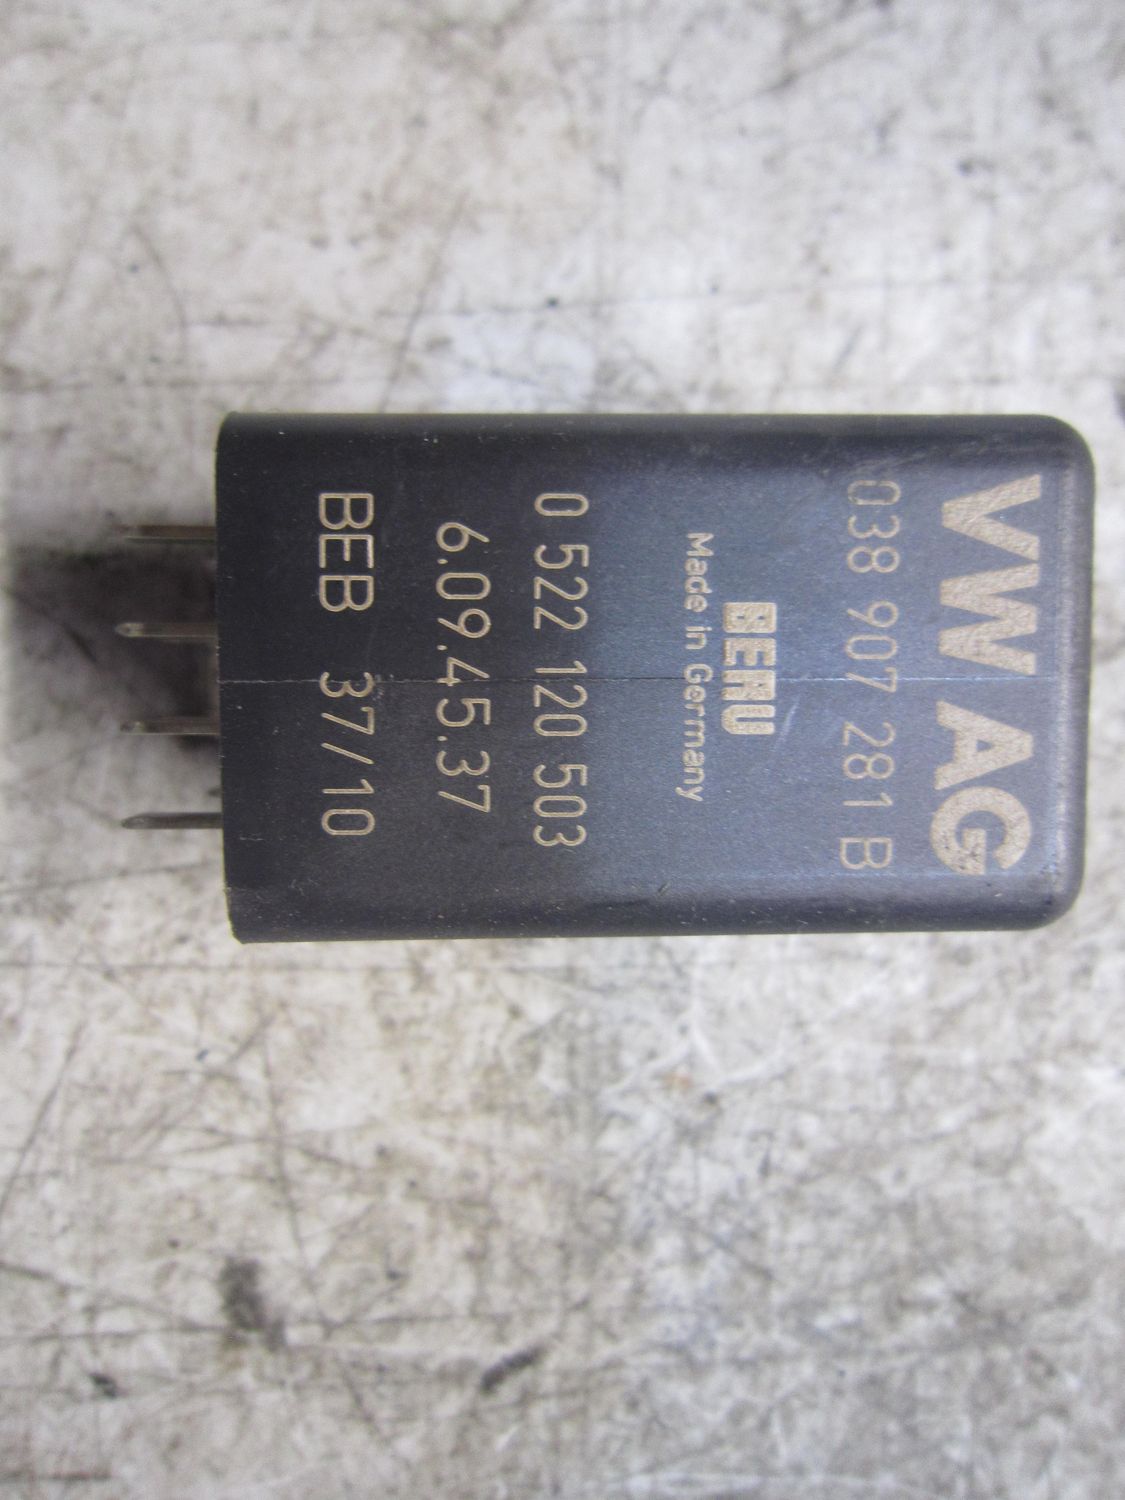 VW AG
038 907 281 B
BERU
Made in Germany
0 522 120 503
6.09.45.37
BEB 37/10